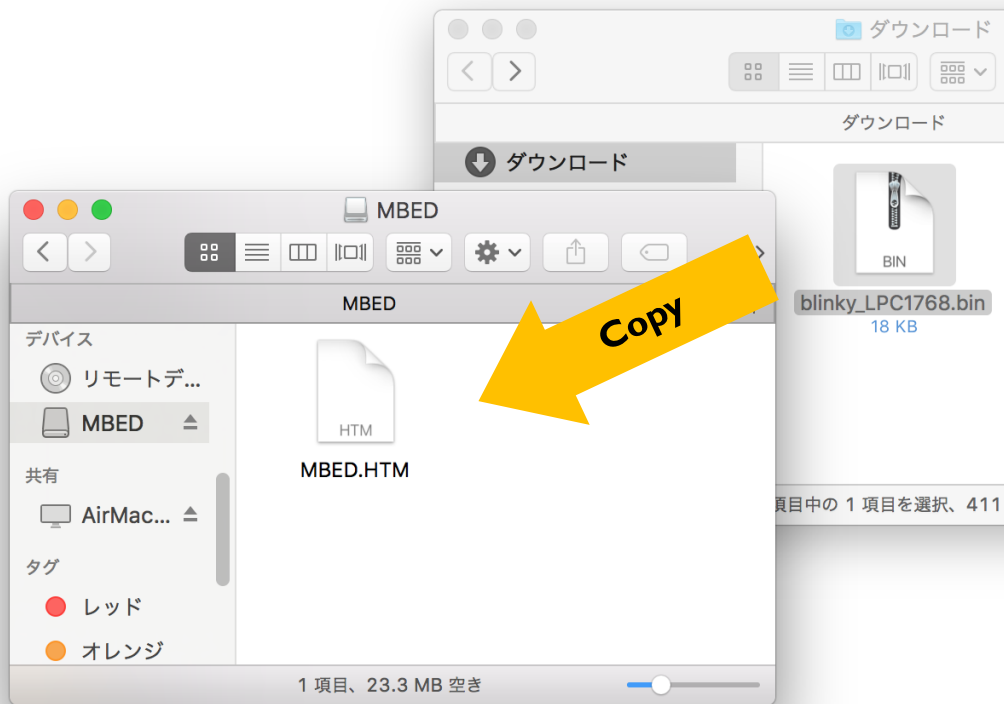 ダウンロード
ダウンロード
ダウンロード
BIN
blinky_LPC1768.bin
18 KB
項目中の 1 項目を選択、411
MBED
MBED
デバイス
リモートデ...
MBED
共有
AirMac...
タグ
レッド
オレンジ
HTM
MBED.HTM
1 項目、23.3 MB 空き
Copy